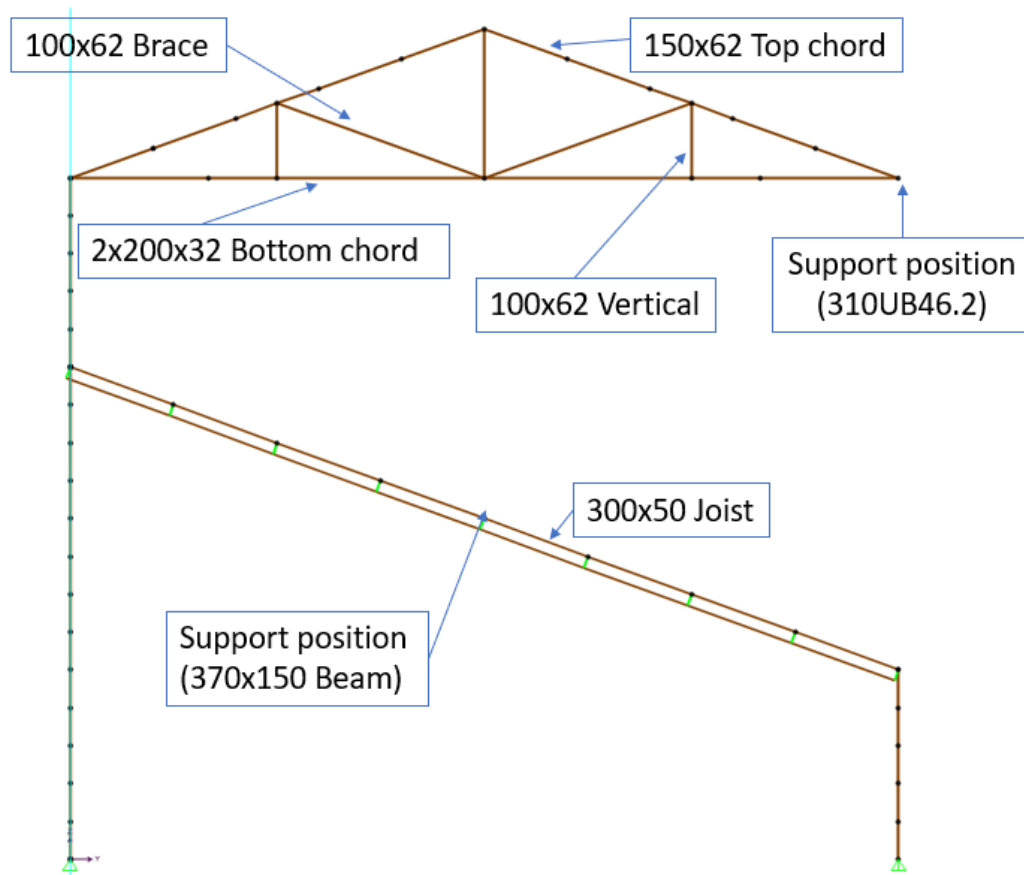 100x62 Brace
150x62 Top chord
2x200x32 Bottom chord
100x62 Vertical
Support position
(310UB46.2)
300x50 Joist
Support position
(370x150 Beam)
Y